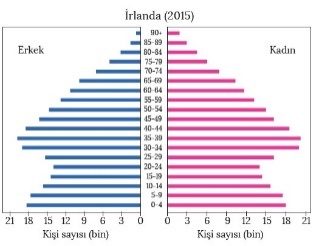 İrlanda (2015)
Erkek
Kadın
90+
85-89
80-84
75-79
70-74
65-69
60-64
55-59
50-54
45-49
40-44
35-39
30-34
25-29
20-24
15-19
10-14
5-9
0-4
21 18 15 12 9 6 3 0
0 3 6 9 12 15 18 21
Kişi sayısı (bin)
Kişi sayısı (bin)